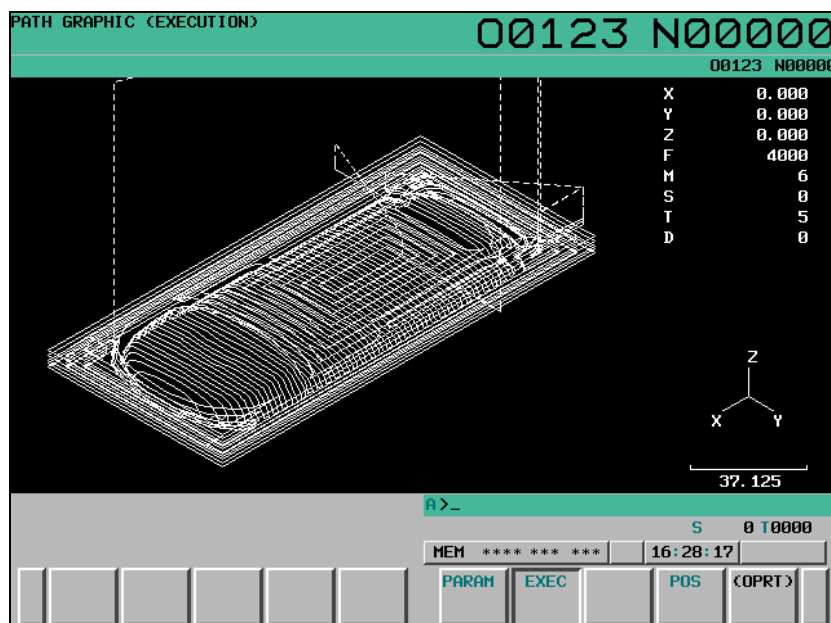 PATH GRAPHIC (EXECUTION)
O0123 N00000
O0123 N00000
X 0.000
Y 0.000
Z 0.000
F 4000
M 6
S 0
T 5
D 0
Z
X Y
37.125
A>_
S 0 T0000
MEM **** *** *** 16:28:17
PARAM EXEC POS (OPRT)